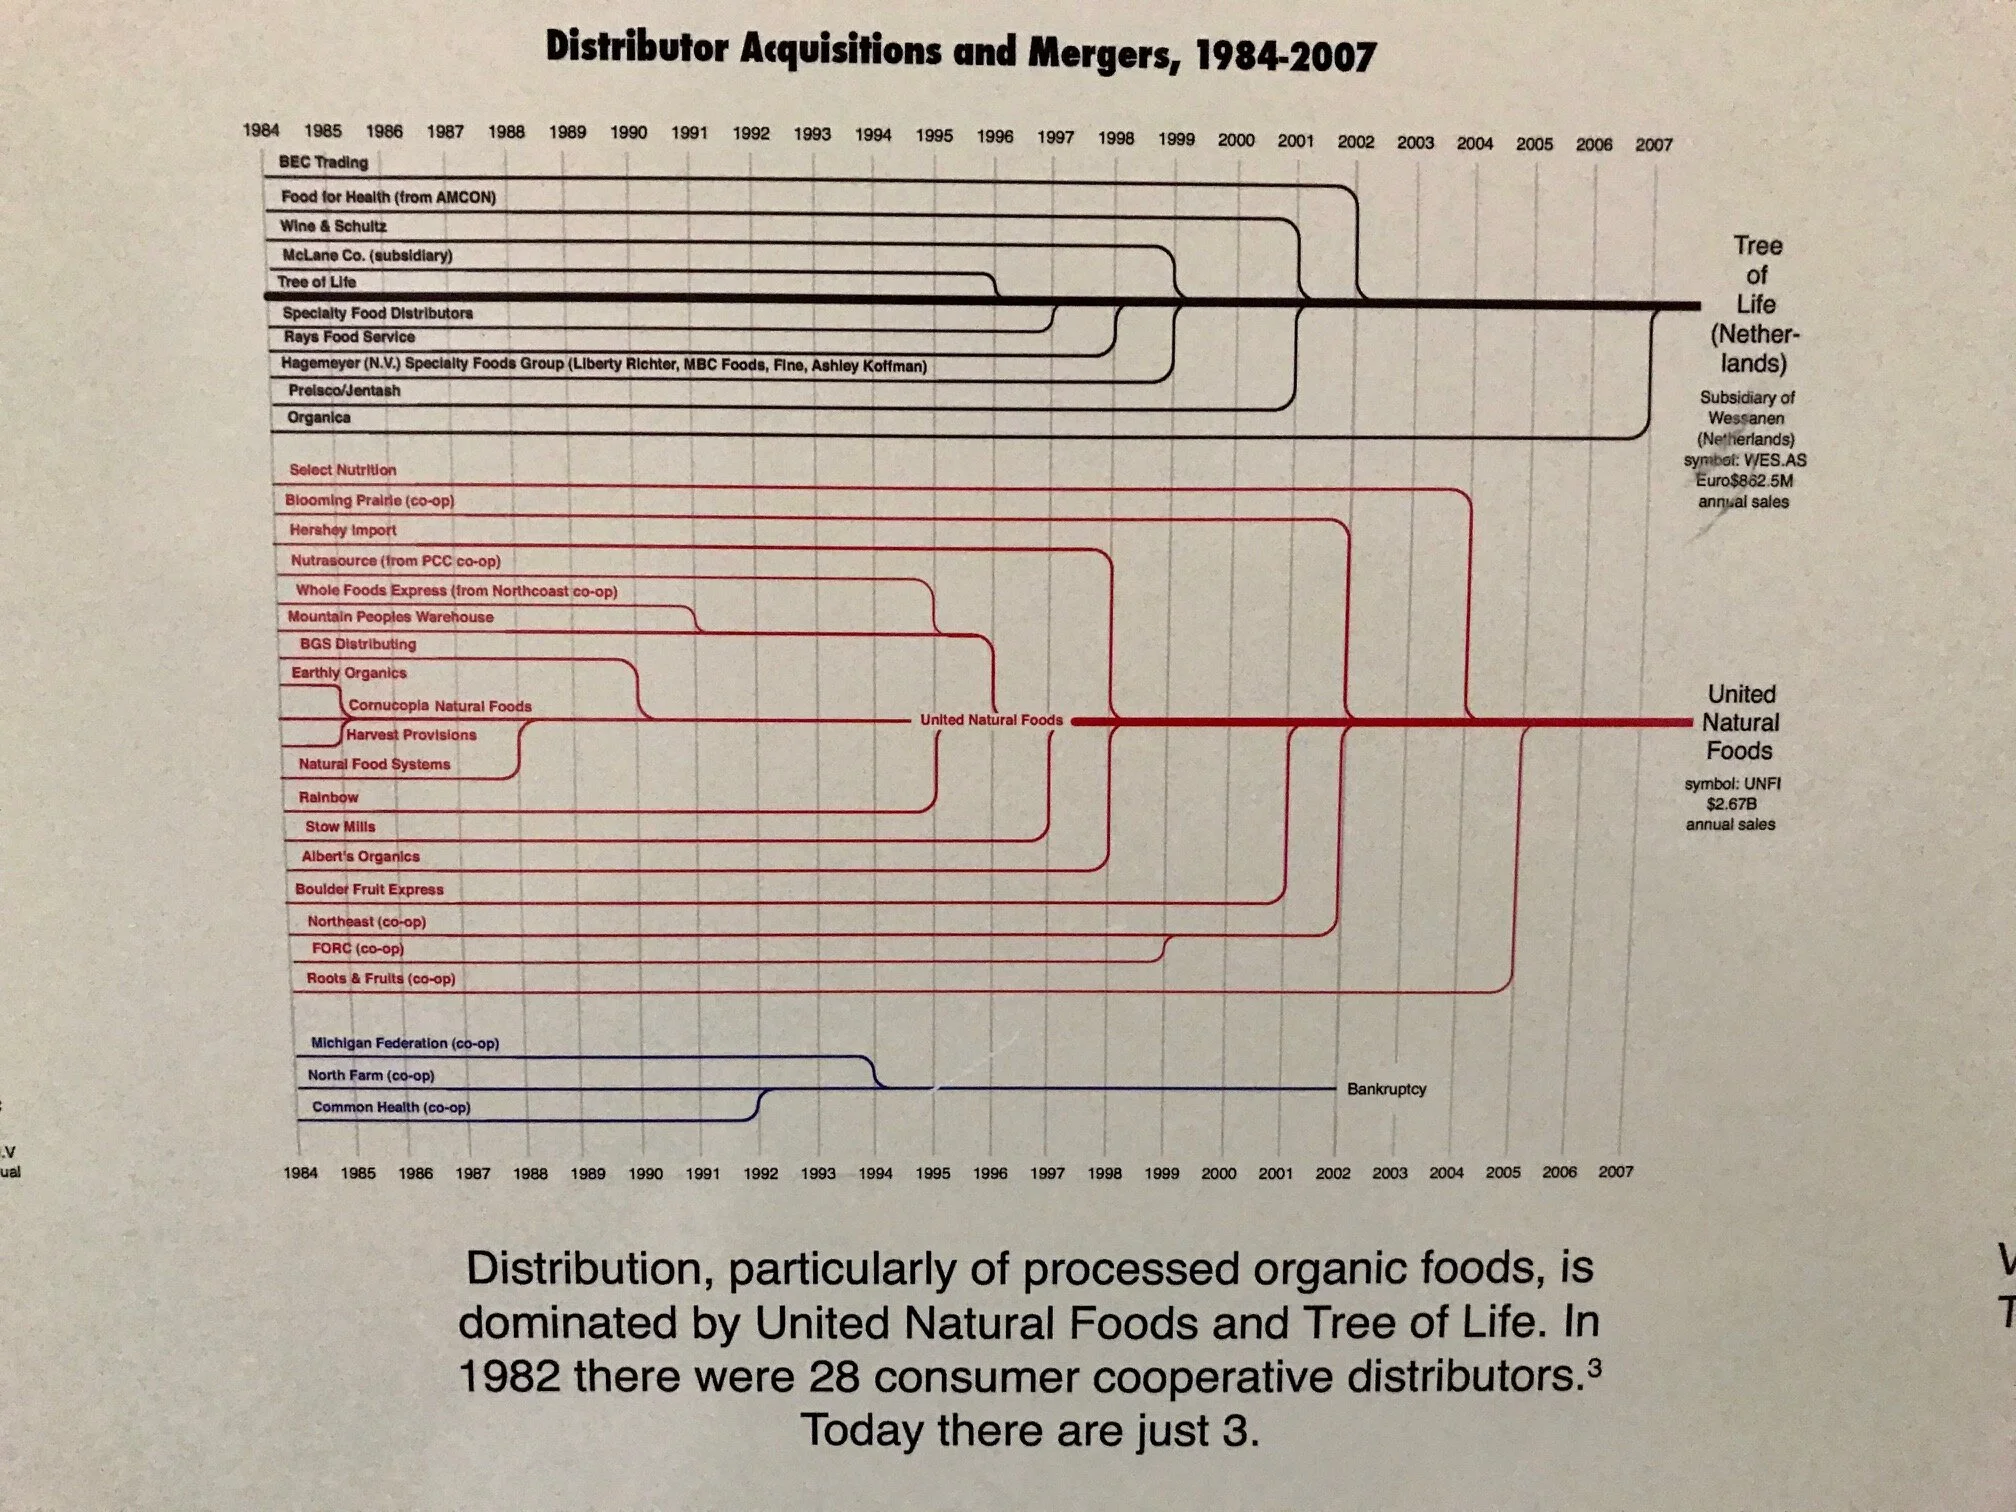 Distributor Acquisitions and Mergers, 1984-2007
1984 1985 1986 1987 1988 1989 1990 1991 1992 1993 1994 1995 1996 1997 1998 1999 2000 2001 2002 2003 2004 2005 2006 2007
BEC Trading
Food for Health (from AMCON)
Wine & Schultz
McLane Co. (subsidiary)
Tree of Life
Specialty Food Distributors
Rays Food Service
Hagemeyer (N.V.) Specialty Foods Group (Liberty Richter, MBC Foods, Fine, Ashley Koffman)
Preisco/Jentash
Organica
Tree
of
Life
(Nether-
lands)
Subsidiary of
Wessanen
(Netherlands)
symbol: WES.AS
Euro$862.5M
annual sales
Select Nutrition
Blooming Prairie (co-op)
Hershey Import
Nutrasource (from PCC co-op)
Whole Foods Express (from Northcoast co-op)
Mountain Peoples Warehouse
BGS Distributing
Earthly Organics
Cornucopia Natural Foods
United Natural Foods
Harvest Provisions
Natural Food Systems
Rainbow
Stow Mills
Albert's Organics
Boulder Fruit Express
Northeast (co-op)
FORC (co-op)
Roots & Fruits (co-op)
United
Natural
Foods
symbol: UNFI
$2.67B
annual sales
Michigan Federation (co-op)
North Farm (co-op)
Bankruptcy
Common Health (co-op)
1984 1985 1986 1987 1988 1989 1990 1991 1992 1993 1994 1995 1996 1997 1998 1999 2000 2001 2002 2003 2004 2005 2006 2007
Distribution, particularly of processed organic foods, is
dominated by United Natural Foods and Tree of Life. In
1982 there were 28 consumer cooperative distributors.³
Today there are just 3.